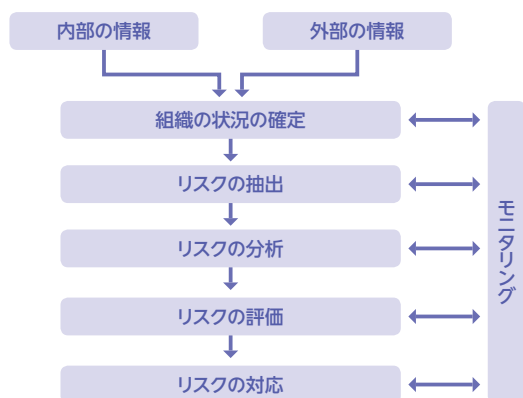 内部の情報
外部の情報
組織の状況の確定
リスクの抽出
リスクの分析
リスクの評価
リスクの対応
モニタリング